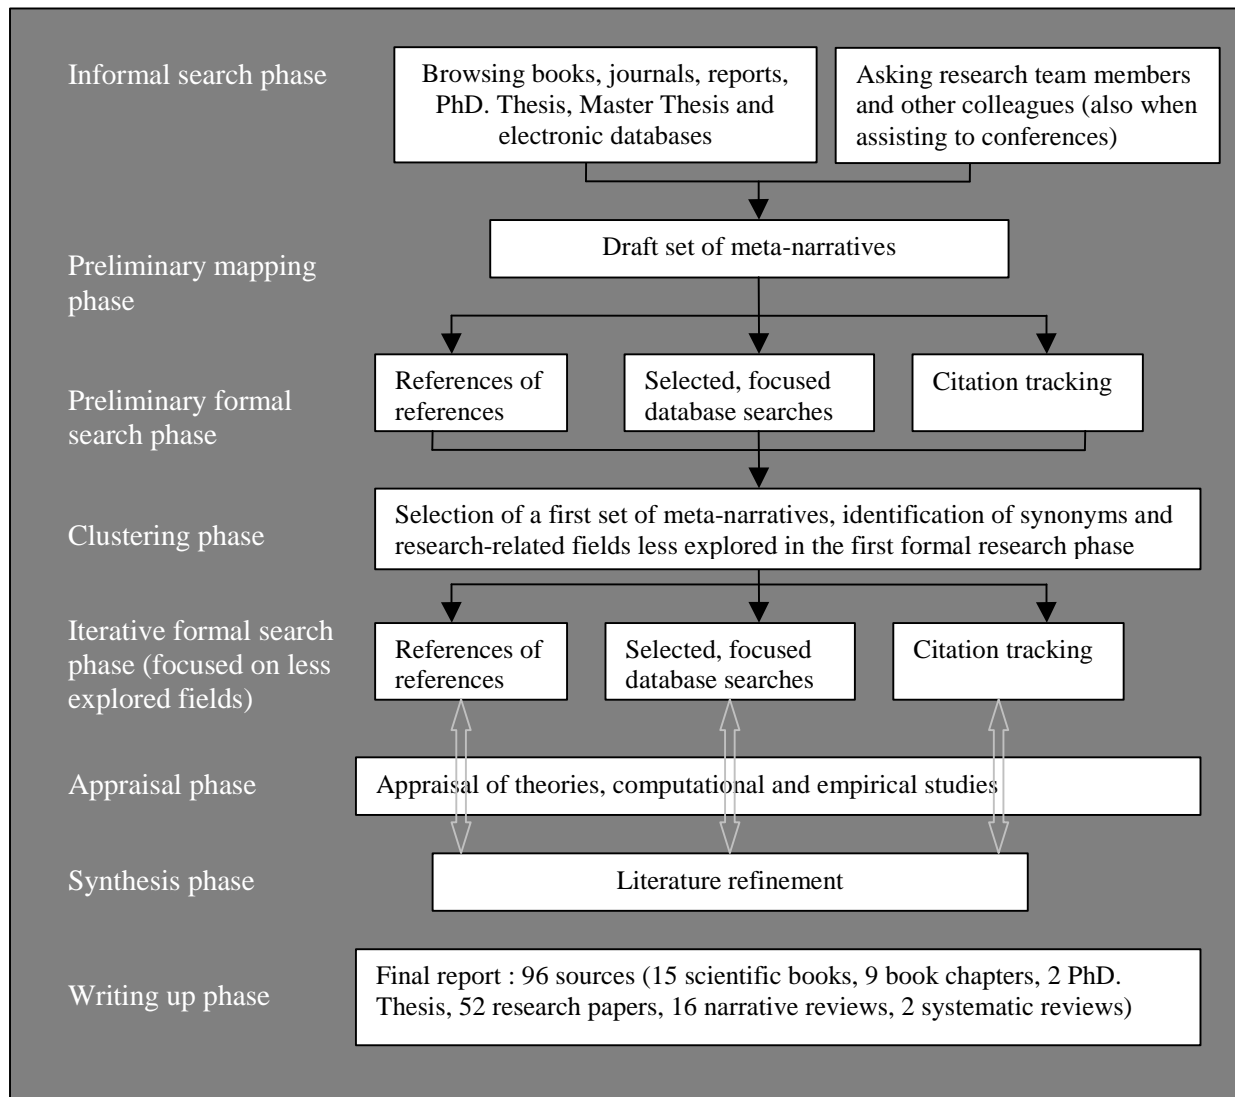 Informal search phase
Browsing books, journals, reports,
PhD. Thesis, Master Thesis and
electronic databases
Asking research team members
and other colleagues (also when
assisting to conferences)
Preliminary mapping
phase
Draft set of meta-narratives
Preliminary formal
search phase
References of
references
Selected, focused
database searches
Citation tracking
Clustering phase
Selection of a first set of meta-narratives, identification of synonyms and
research-related fields less explored in the first formal research phase
Iterative formal search
phase (focused on less
explored fields)
References of
references
Selected, focused
database searches
Citation tracking
Appraisal phase
Appraisal of theories, computational and empirical studies
Synthesis phase
Literature refinement
Writing up phase
Final report : 96 sources (15 scientific books, 9 book chapters, 2 PhD.
Thesis, 52 research papers, 16 narrative reviews, 2 systematic reviews)